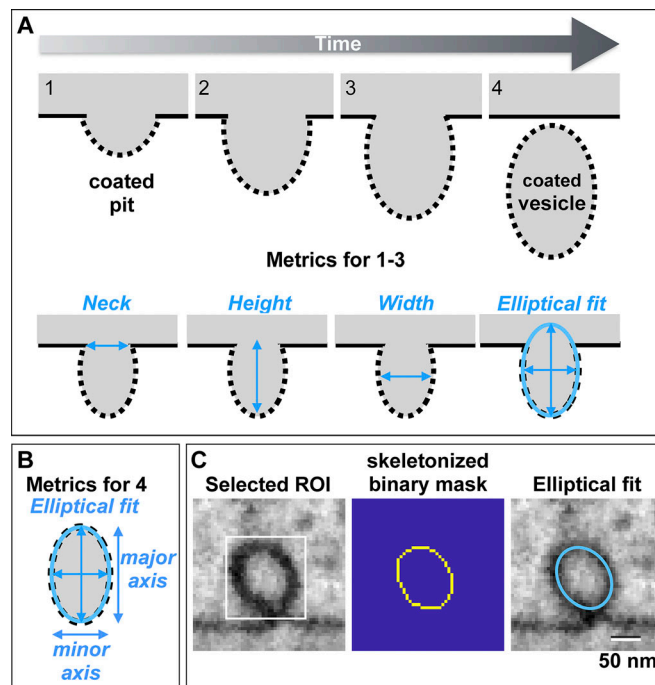 A
Time
1
2
3
4
coated
pit
coated
vesicle
Metrics for 1-3
Neck
Height
Width
Elliptical fit
B
Metrics for 4
Elliptical fit
major
axis
minor
axis
C
Selected ROI
skeletonized
binary mask
Elliptical fit
50 nm